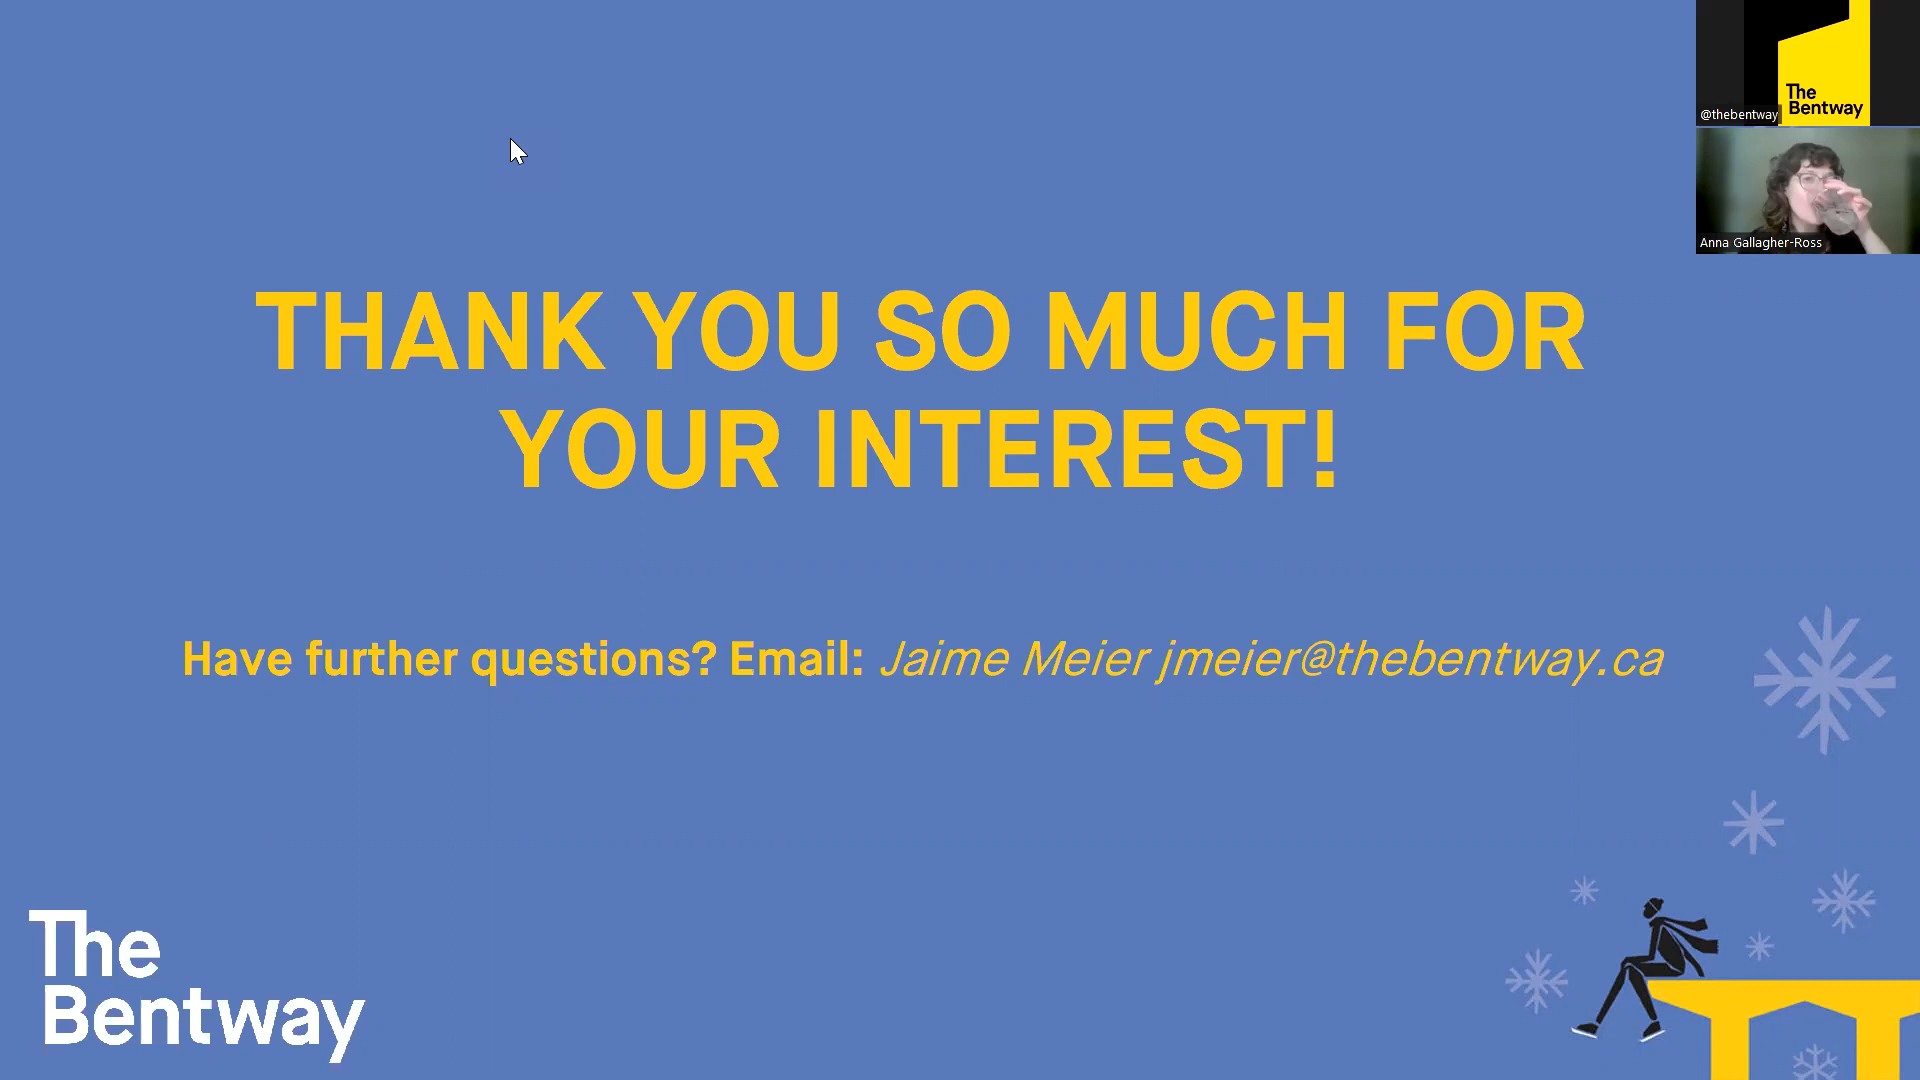 The
Bentway
@thebentway
Anna Gallagher-Ross
THANK YOU SO MUCH FOR
YOUR INTEREST!
Have further questions? Email: Jaime Meier jmeier@thebentway.ca
The
Bentway